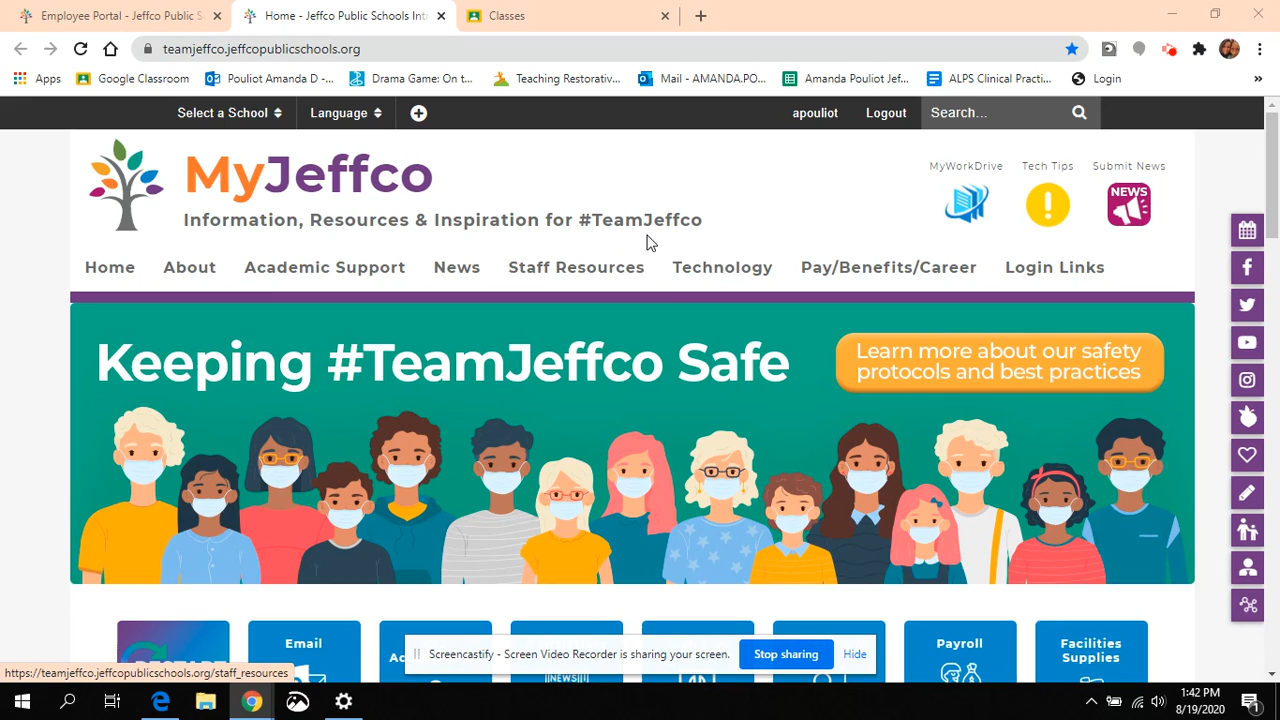 Employee Portal - Jeffco Public S
Home - Jeffco Public Schools Intr
Classes
teamjeffco.jeffcopublicschools.org
Apps
Google Classroom
Pouliot Amanda D -...
Drama Game: On t...
Teaching Restorativ...
Mail - AMANDA.PO...
Amanda Pouliot Jef...
ALPS Clinical Practi...
Login
»
Select a School
Language
apouliot
Logout
Search...
MyJeffco
Information, Resources & Inspiration for #TeamJeffco
MyWorkDrive
Tech Tips
Submit News
NEWS
Home
About
Academic Support
News
Staff Resources
Technology
Pay/Benefits/Career
Login Links
Keeping #TeamJeffco Safe
Learn more about our safety
protocols and best practices
Email
Payroll
Facilities
Supplies
NEWS
Screencastify - Screen Video Recorder is sharing your screen.
Stop sharing
Hide
https://teamjeffco.jeffcopublicschools.org/staff_resources
1:42 PM
8/19/2020
1